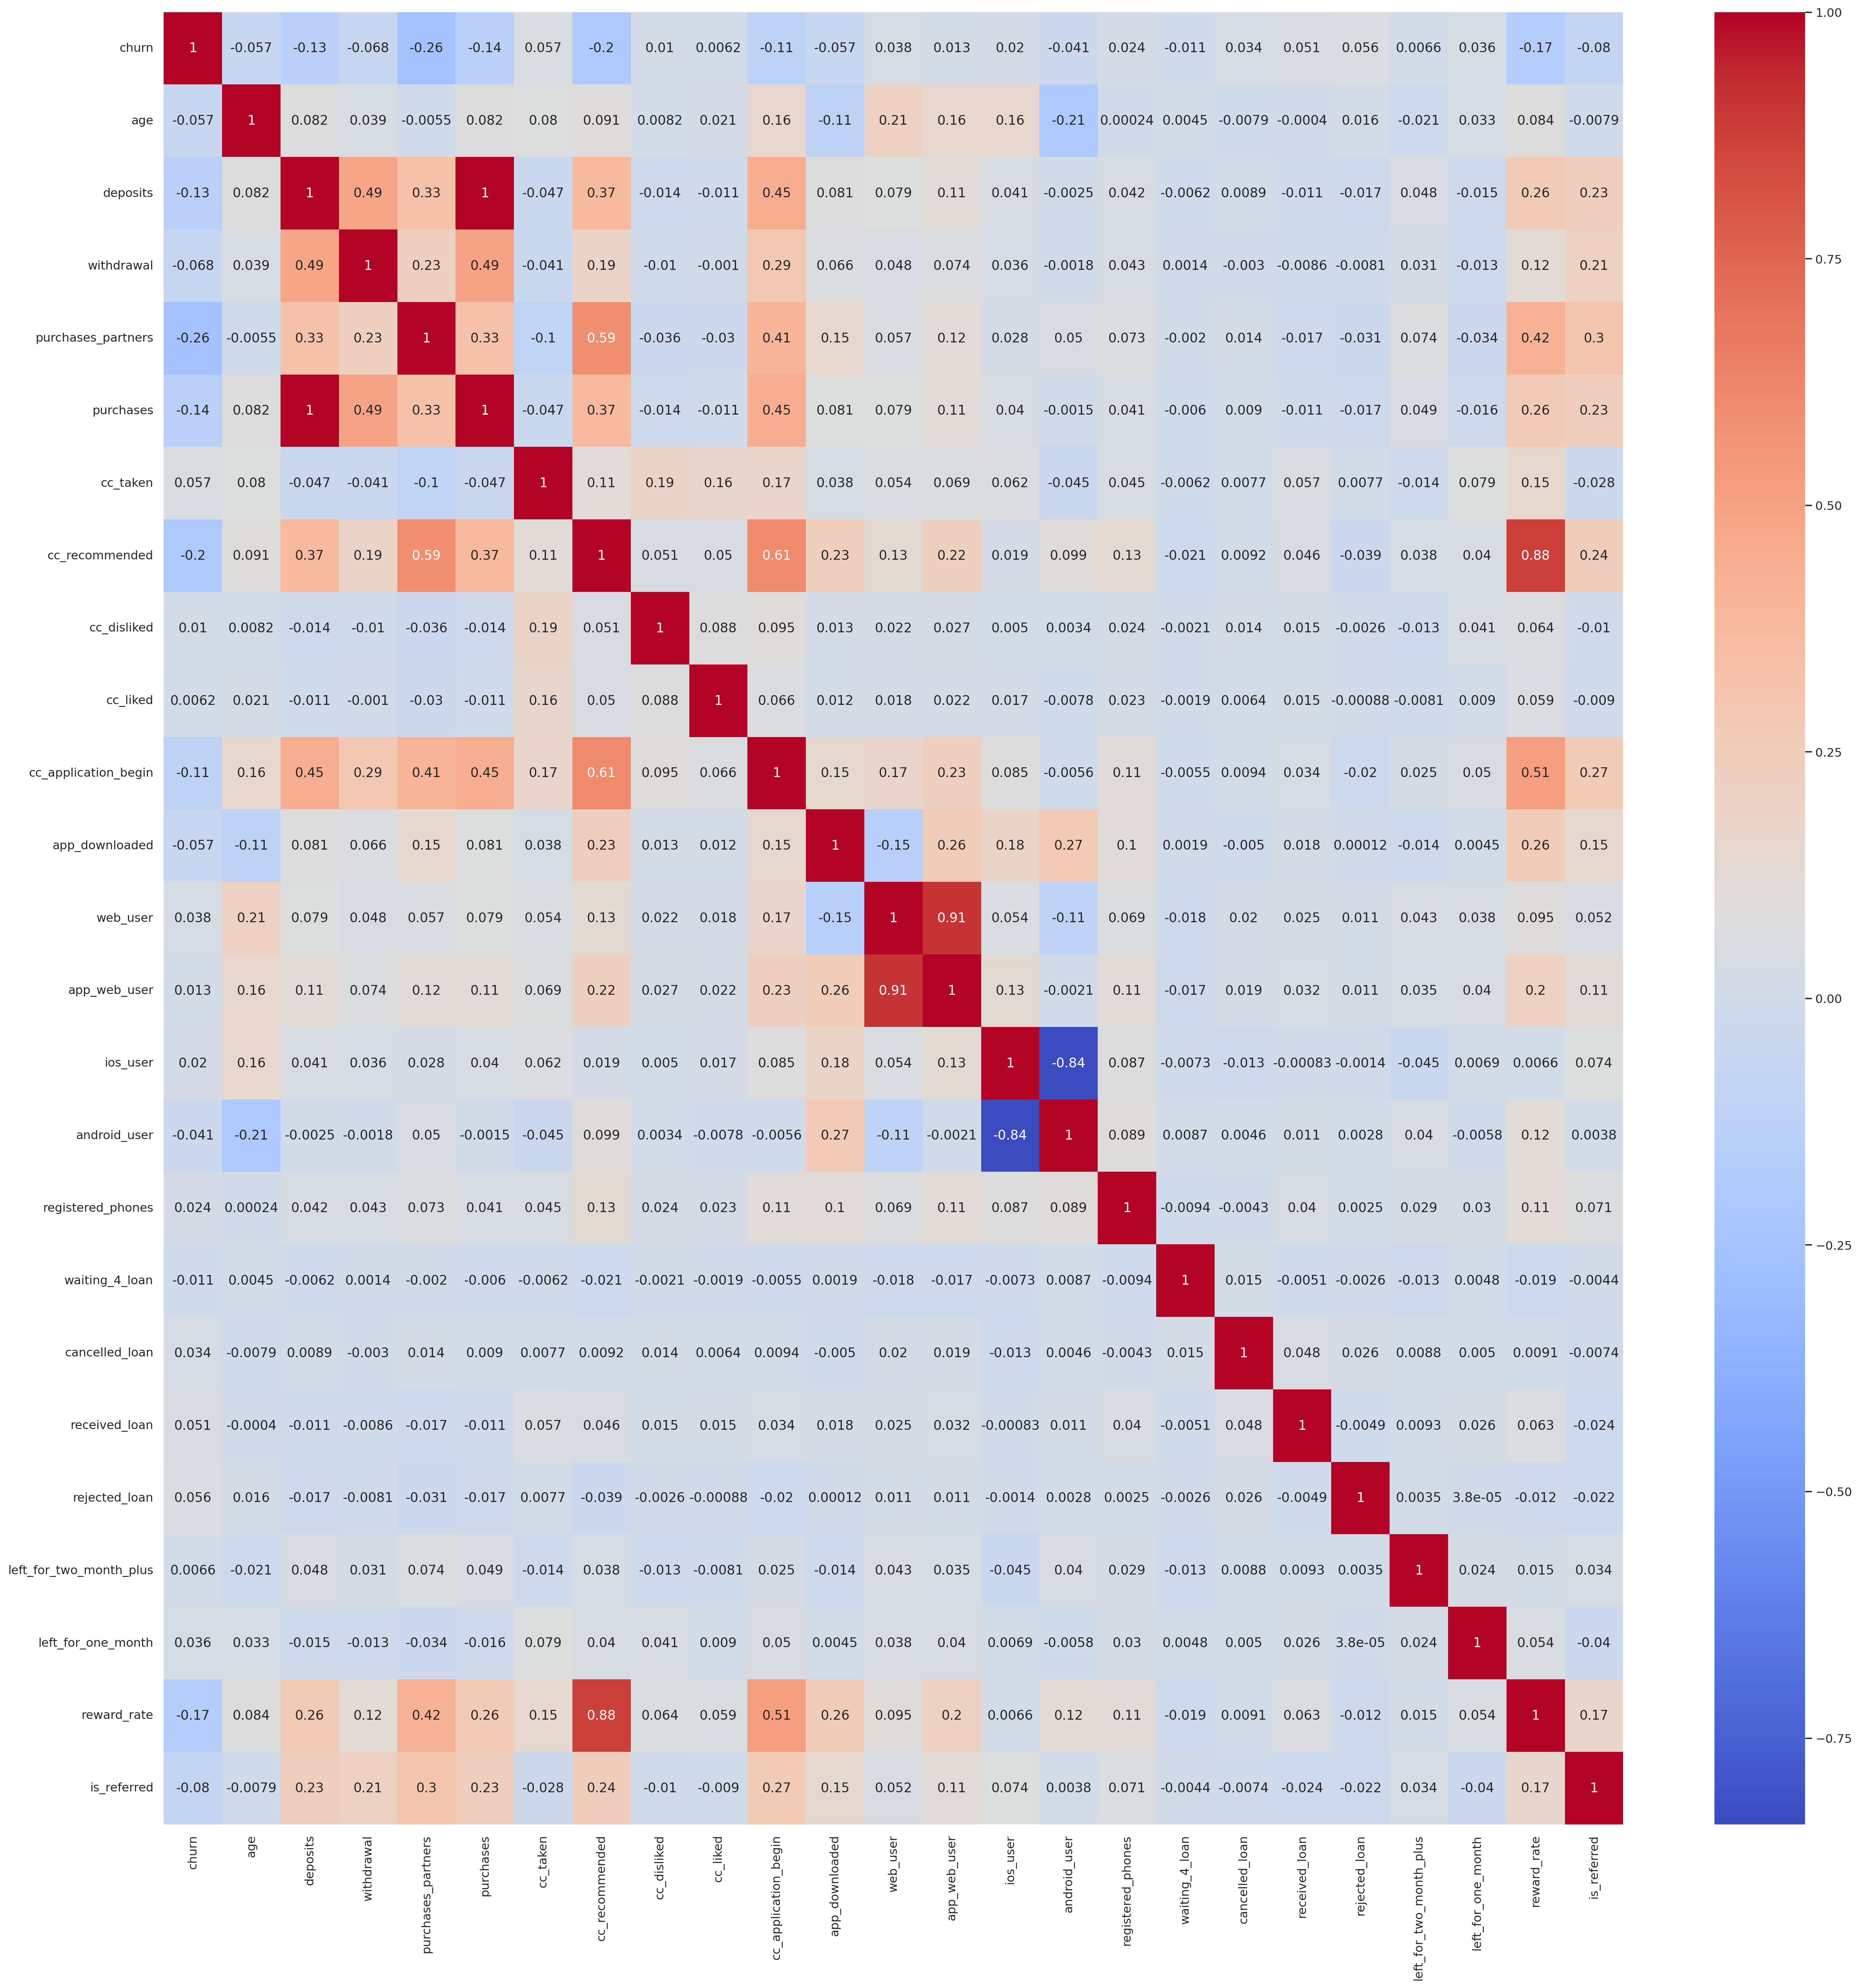 churn 1 -0.057 -0.13 -0.068 -0.26 -0.14 0.057 -0.2 0.01 0.0062 -0.11 -0.057 0.038 0.013 0.02 -0.041 0.024 -0.011 0.034 0.051 0.056 0.0066 0.036 -0.17 -0.08
age -0.057 1 0.082 0.039 -0.0055 0.082 0.08 0.091 0.0082 0.021 0.16 -0.11 0.21 0.16 0.16 -0.21 0.00024 0.0045 -0.0079 -0.0004 0.016 -0.021 0.033 0.084 -0.0079
deposits -0.13 0.082 1 0.49 0.33 1 -0.047 0.37 -0.014 -0.011 0.45 0.081 0.079 0.11 0.041 -0.0025 0.042 -0.0062 0.0089 -0.011 -0.017 0.048 -0.015 0.26 0.23
withdrawal -0.068 0.039 0.49 1 0.23 0.49 -0.041 0.19 -0.01 -0.001 0.29 0.066 0.048 0.074 0.036 -0.0018 0.043 0.0014 -0.003 -0.0086 -0.0081 0.031 -0.013 0.12 0.21
purchases_partners -0.26 -0.0055 0.33 0.23 1 0.33 -0.1 0.59 -0.036 -0.03 0.41 0.15 0.057 0.12 0.028 0.05 0.073 -0.002 0.014 -0.017 -0.031 0.074 -0.034 0.42 0.3
purchases -0.14 0.082 1 0.49 0.33 1 -0.047 0.37 -0.014 -0.011 0.45 0.081 0.079 0.11 0.04 -0.0015 0.041 -0.006 0.009 -0.011 -0.017 0.049 -0.016 0.26 0.23
cc_taken 0.057 0.08 -0.047 -0.041 -0.1 -0.047 1 0.11 0.19 0.16 0.17 0.038 0.054 0.069 0.062 -0.045 0.045 -0.0062 0.0077 0.057 0.0077 -0.014 0.079 0.15 -0.028
cc_recommended -0.2 0.091 0.37 0.19 0.59 0.37 0.11 1 0.051 0.05 0.61 0.23 0.13 0.22 0.019 0.099 0.13 -0.021 0.0092 0.046 -0.039 0.038 0.04 0.88 0.24
cc_disliked 0.01 0.0082 -0.014 -0.01 -0.036 -0.014 0.19 0.051 1 0.088 0.095 0.013 0.022 0.027 0.005 0.0034 0.024 -0.0021 0.014 0.015 -0.0026 -0.013 0.041 0.064 -0.01
cc_liked 0.0062 0.021 -0.011 -0.001 -0.03 -0.011 0.16 0.05 0.088 1 0.066 0.012 0.018 0.022 0.017 -0.0078 0.023 -0.0019 0.0064 0.015 -0.00088 -0.0081 0.009 0.059 -0.009
cc_application_begin -0.11 0.16 0.45 0.29 0.41 0.45 0.17 0.61 0.095 0.066 1 0.15 0.17 0.23 0.085 -0.0056 0.11 -0.0055 0.0094 0.034 -0.02 0.025 0.05 0.51 0.27
app_downloaded -0.057 -0.11 0.081 0.066 0.15 0.081 0.038 0.23 0.013 0.012 0.15 1 -0.15 0.26 0.18 0.27 0.1 0.0019 -0.005 0.018 0.00012 -0.014 0.0045 0.26 0.15
web_user 0.038 0.21 0.079 0.048 0.057 0.079 0.054 0.13 0.022 0.018 0.17 -0.15 1 0.91 0.054 -0.11 0.069 -0.018 0.02 0.025 0.011 0.043 0.038 0.095 0.052
app_web_user 0.013 0.16 0.11 0.074 0.12 0.11 0.069 0.22 0.027 0.022 0.23 0.26 0.91 1 0.13 -0.0021 0.11 -0.017 0.019 0.032 0.011 0.035 0.04 0.2 0.11
ios_user 0.02 0.16 0.041 0.036 0.028 0.04 0.062 0.019 0.005 0.017 0.085 0.18 0.054 0.13 1 -0.84 0.087 -0.0073 -0.013 -0.00083 -0.0014 -0.045 0.0069 0.0066 0.074
android_user -0.041 -0.21 -0.0025 -0.0018 0.05 -0.0015 -0.045 0.099 0.0034 -0.0078 -0.0056 0.27 -0.11 -0.0021 -0.84 1 0.089 0.0087 0.0046 0.011 0.0028 0.04 -0.0058 0.12 0.0038
registered_phones 0.024 0.00024 0.042 0.043 0.073 0.041 0.045 0.13 0.024 0.023 0.11 0.1 0.069 0.11 0.087 0.089 1 -0.0094 -0.0043 0.04 0.0025 0.029 0.03 0.11 0.071
waiting_4_loan -0.011 0.0045 -0.0062 0.0014 -0.002 -0.006 -0.0062 -0.021 -0.0021 -0.0019 -0.0055 0.0019 -0.018 -0.017 -0.0073 0.0087 -0.0094 1 0.015 -0.0051 -0.0026 -0.013 0.0048 -0.019 -0.0044
cancelled_loan 0.034 -0.0079 0.0089 -0.003 0.014 0.009 0.0077 0.0092 0.014 0.0064 0.0094 -0.005 0.02 0.019 -0.013 0.0046 -0.0043 0.015 1 0.048 0.026 0.0088 0.005 0.0091 -0.0074
received_loan 0.051 -0.0004 -0.011 -0.0086 -0.017 -0.011 0.057 0.046 0.015 0.015 0.034 0.018 0.025 0.032 -0.00083 0.011 0.04 -0.0051 0.048 1 -0.0049 0.0093 0.026 0.063 -0.024
rejected_loan 0.056 0.016 -0.017 -0.0081 -0.031 -0.017 0.0077 -0.039 -0.0026 -0.00088 -0.02 0.00012 0.011 0.011 -0.0014 0.0028 0.0025 -0.0026 0.026 -0.0049 1 0.0035 3.8e-05 -0.012 -0.022
left_for_two_month_plus 0.0066 -0.021 0.048 0.031 0.074 0.049 -0.014 0.038 -0.013 -0.0081 0.025 -0.014 0.043 0.035 -0.045 0.04 0.029 -0.013 0.0088 0.0093 0.0035 1 0.024 0.015 0.034
left_for_one_month 0.036 0.033 -0.015 -0.013 -0.034 -0.016 0.079 0.04 0.041 0.009 0.05 0.0045 0.038 0.04 0.0069 -0.0058 0.03 0.0048 0.005 0.026 3.8e-05 0.024 1 0.054 -0.04
reward_rate -0.17 0.084 0.26 0.12 0.42 0.26 0.15 0.88 0.064 0.059 0.51 0.26 0.095 0.2 0.0066 0.12 0.11 -0.019 0.0091 0.063 -0.012 0.015 0.054 1 0.17
is_referred -0.08 -0.0079 0.23 0.21 0.3 0.23 -0.028 0.24 -0.01 -0.009 0.27 0.15 0.052 0.11 0.074 0.0038 0.071 -0.0044 -0.0074 -0.024 -0.022 0.034 -0.04 0.17 1
churn
age
deposits
withdrawal
purchases_partners
purchases
cc_taken
cc_recommended
cc_disliked
cc_liked
cc_application_begin
app_downloaded
web_user
app_web_user
ios_user
android_user
registered_phones
waiting_4_loan
cancelled_loan
received_loan
rejected_loan
left_for_two_month_plus
left_for_one_month
reward_rate
is_referred
1.00
0.75
0.50
0.25
0.00
−0.25
−0.50
−0.75